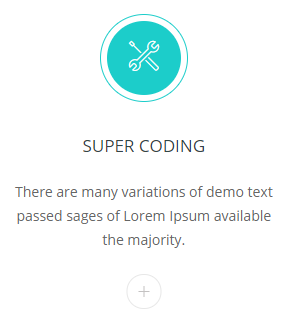 SUPER CODING
There are many variations of demo text
passed sages of Lorem Ipsum available
the majority.